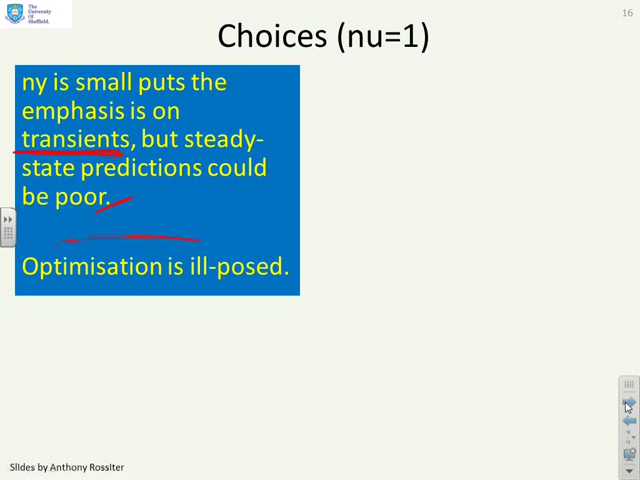 The
University
Of
Sheffield.
16
Choices (nu=1)
ny is small puts the
emphasis is on
transients, but steady-
state predictions could
be poor.
Optimisation is ill-posed.
Slides by Anthony Rossiter